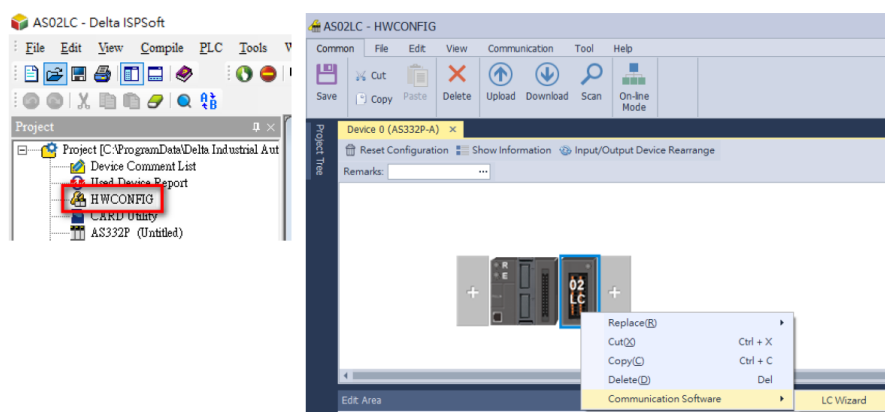 AS02LC - Delta ISPSoft
File Edit View Compile PLC Tools
Project
Project [C:\ProgramData\Delta Industrial Aut
Device Comment List
Used Device Report
HWCONFIG
CARD Utility
AS332P (Untitled)
AS02LC - HWCONFIG
Common File Edit View Communication Tool Help
Save Cut Copy Paste Delete Upload Download Scan On-line Mode
Project Tree
Device 0 (AS332P-A) ×
Reset Configuration Show Information Input/Output Device Rearrange
Remarks: ...
R
E
02
LC
Replace(R)
Cut(X) Ctrl + X
Copy(C) Ctrl + C
Delete(D) Del
Communication Software LC Wizard
Edit Area